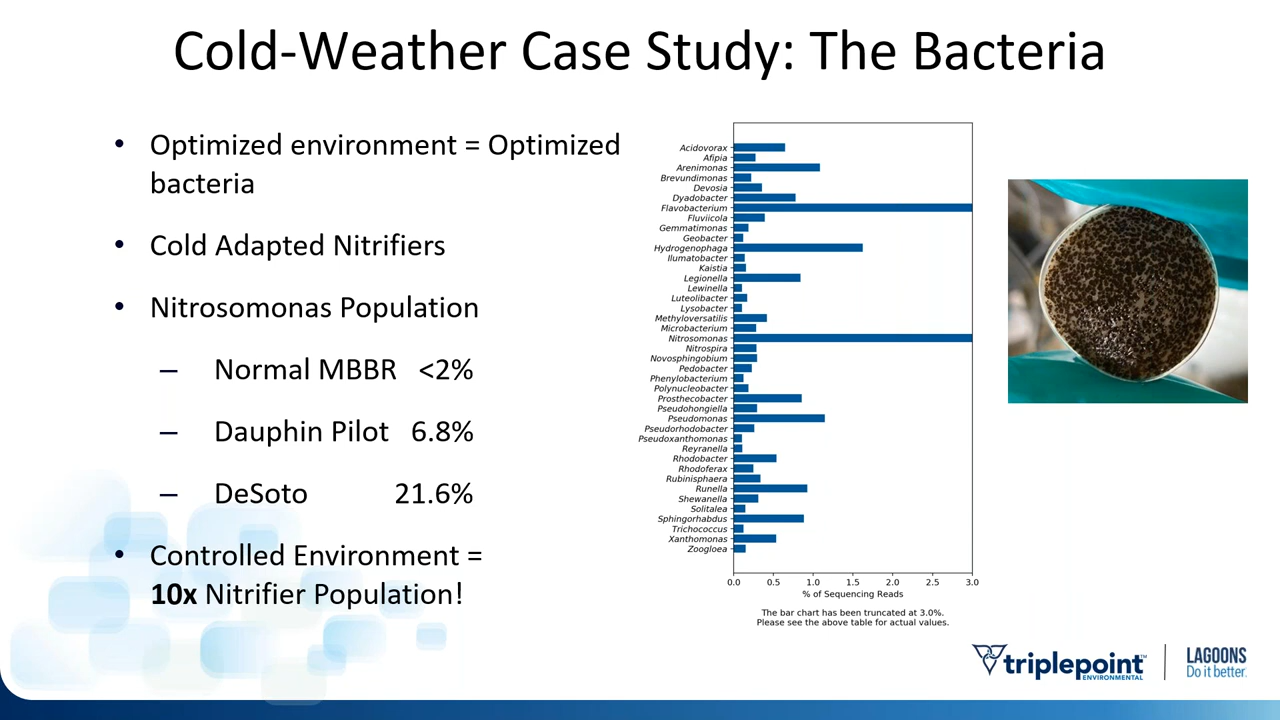 Cold-Weather Case Study: The Bacteria
• Optimized environment = Optimized
bacteria
• Cold Adapted Nitrifiers
• Nitrosomonas Population
– Normal MBBR <2%
– Dauphin Pilot 6.8%
– DeSoto 21.6%
• Controlled Environment =
10x Nitrifier Population!
Acidovorax
Afipia
Arenimonas
Brevundimonas
Devosia
Dyadobacter
Flavobacterium
Fluviicola
Gemmatimonas
Geobacter
Hydrogenophaga
Ilumatobacter
Kaistia
Legionella
Lewinella
Luteolibacter
Lysobacter
Methyloversatilis
Microbacterium
Nitrosomonas
Nitrospira
Novosphingobium
Pedobacter
Phenylobacterium
Polynucleobacter
Prosthecobacter
Pseudohongiella
Pseudomonas
Pseudorhodobacter
Pseudoxanthomonas
Reyranella
Rhodobacter
Rhodoferax
Rubinisphaera
Runella
Shewanella
Solitalea
Sphingorhabdus
Trichococcus
Xanthomonas
Zoogloea
0.0 0.5 1.0 1.5 2.0 2.5 3.0
% of Sequencing Reads
The bar chart has been truncated at 3.0%.
Please see the above table for actual values.
triplepoint™
ENVIRONMENTAL
LAGOONS
Do it better.